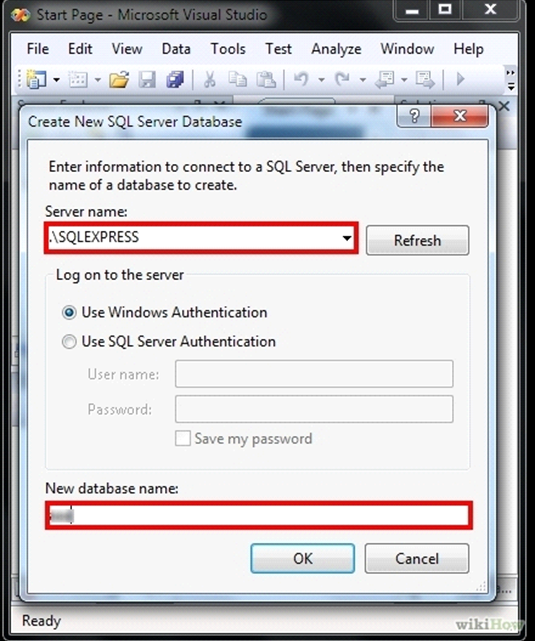 Start Page - Microsoft Visual Studio
File Edit View Data Tools Test Analyze Window Help
Create New SQL Server Database
Enter information to connect to a SQL Server, then specify the
name of a database to create.
Server name:
.\SQLEXPRESS
Refresh
Log on to the server
Use Windows Authentication
Use SQL Server Authentication
User name:
Password:
Save my password
New database name:
OK Cancel
Ready
wikiHow